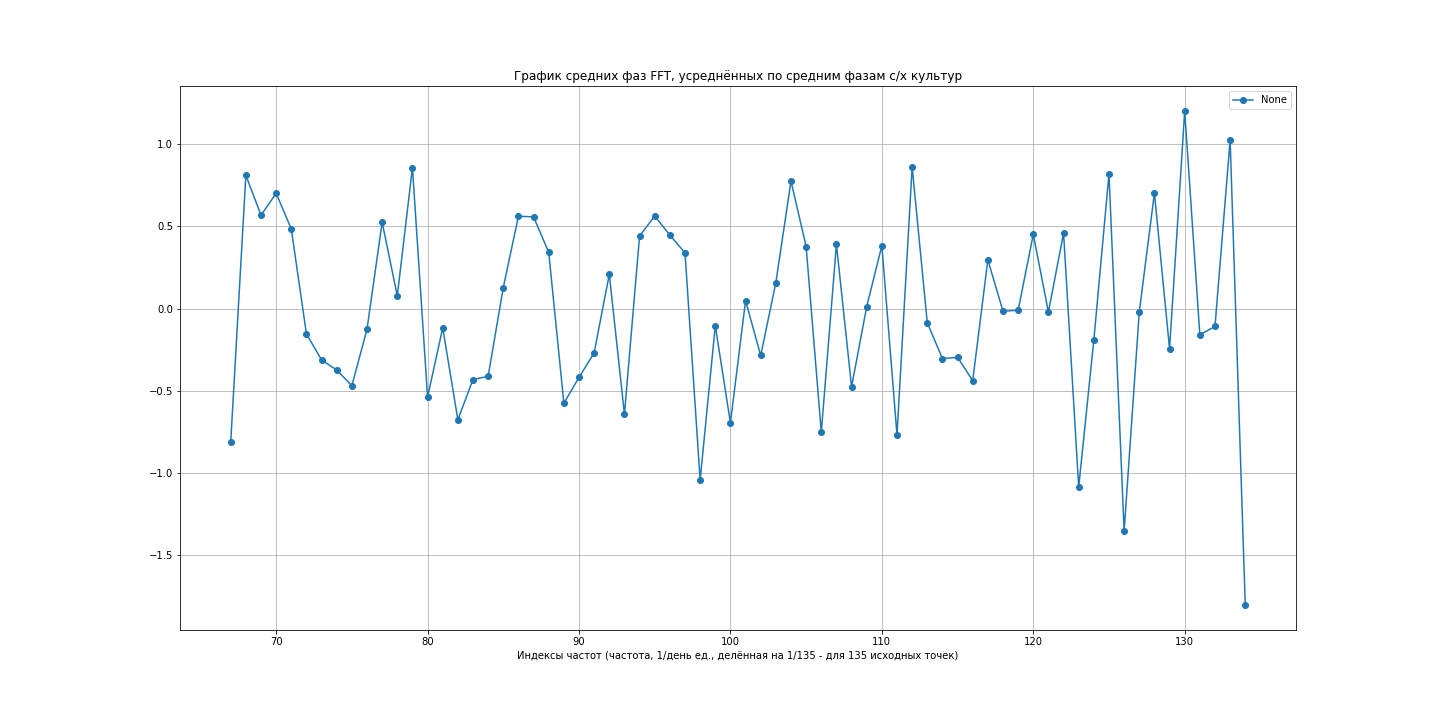 График средних фаз FFT, усреднённых по средним фазам с/х культур
None
1.0
0.5
0.0
−0.5
−1.0
−1.5
70 80 90 100 110 120 130
Индексы частот (частота, 1/день ед., делённая на 1/135 - для 135 исходных точек)